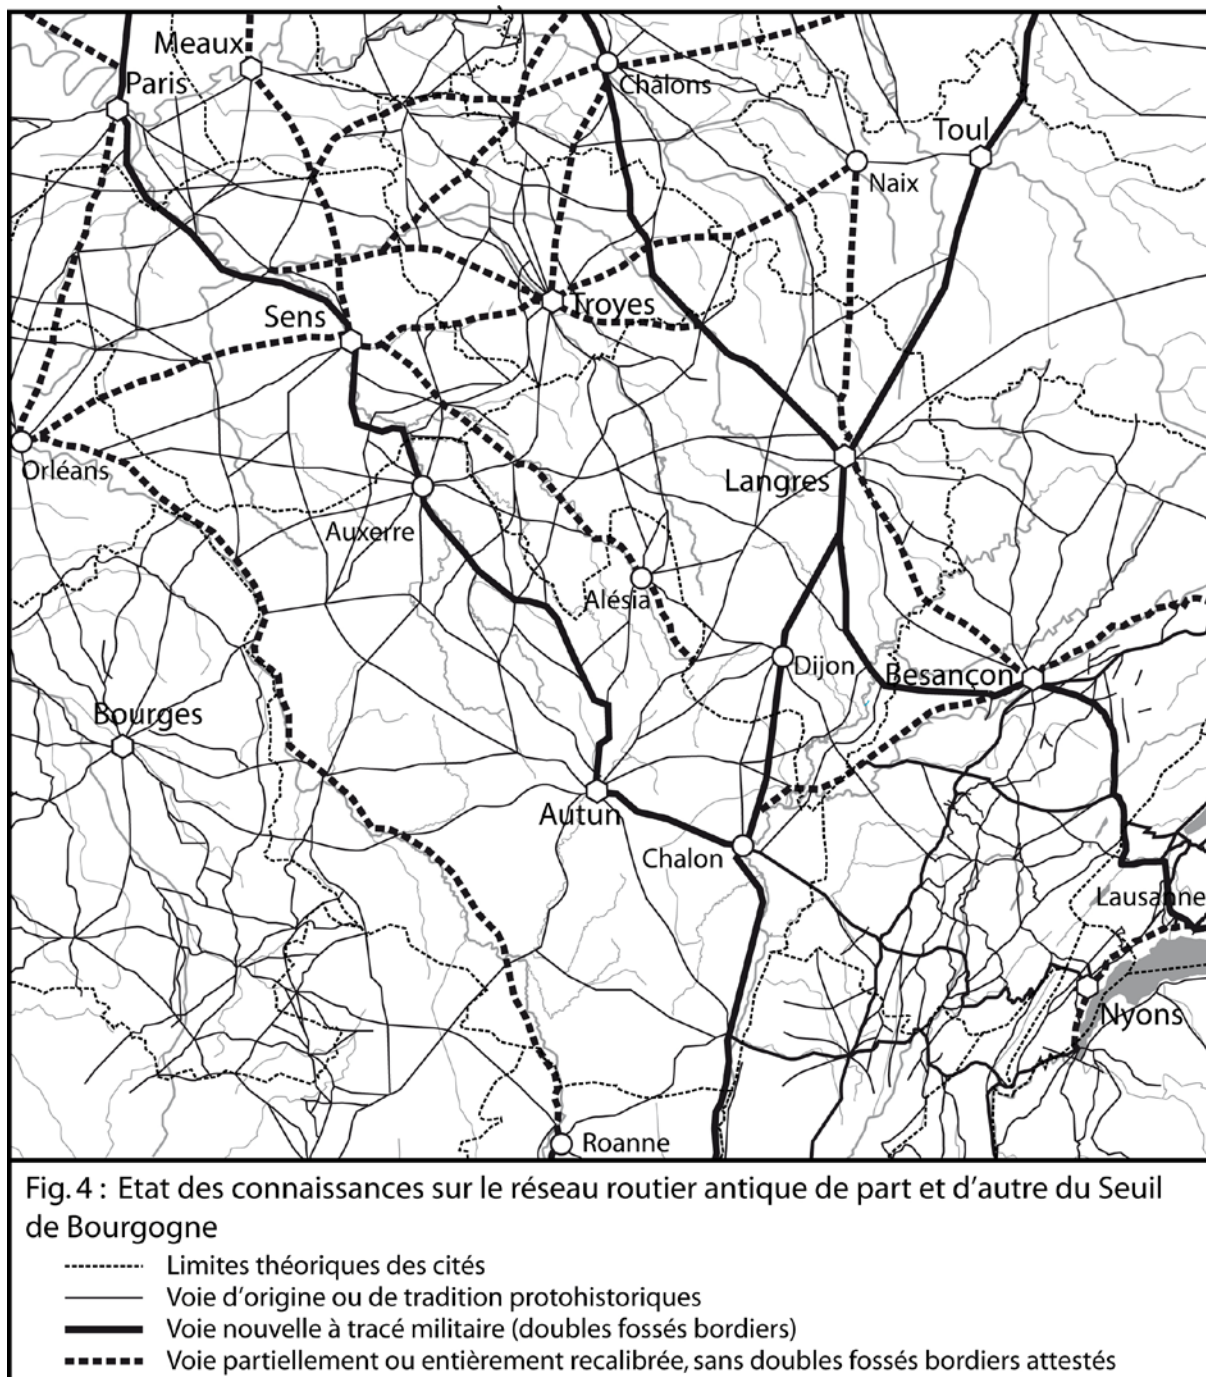 Meaux
Paris
Châlons
Toul
Naix
Troyes
Sens
Orléans
Langres
Auxerre
Alésia
Dijon
Besançon
Bourges
Autun
Chalon
Lausanne
Nyons
Roanne
Fig. 4 : Etat des connaissances sur le réseau routier antique de part et d'autre du Seuil
de Bourgogne
Limites théoriques des cités
Voie d'origine ou de tradition protohistoriques
Voie nouvelle à tracé militaire (doubles fossés bordiers)
Voie partiellement ou entièrement recalibrée, sans doubles fossés bordiers attestés